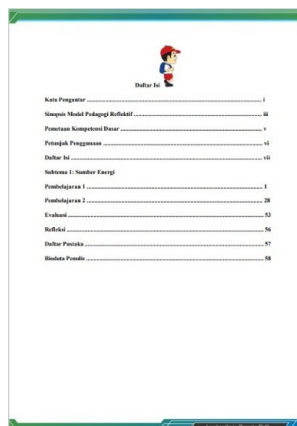 Daftar Isi
Kata Pengantar ........................................................ i
Sinopsis Model Pedagogi Reflektif ........................................................ iii
Pemetaan Kompetensi Dasar ........................................................ v
Petunjuk Penggunaan ........................................................ vi
Daftar Isi ........................................................ vii
Subtema 1: Sumber Energi
Pembelajaran 1 ........................................................ 1
Pembelajaran 2 ........................................................ 28
Evaluasi ........................................................ 53
Refleksi ........................................................ 56
Daftar Pustaka ........................................................ 57
Biodata Penulis ........................................................ 58